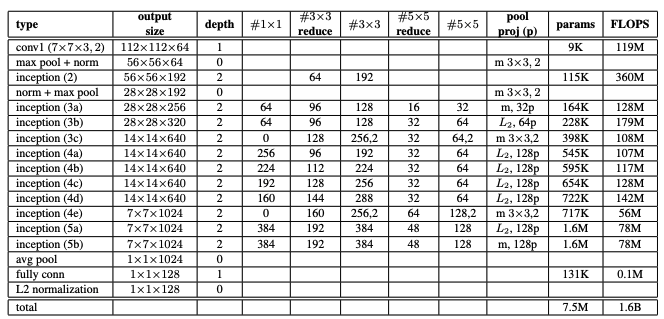 type output size depth #1×1 #3×3 reduce #3×3 #5×5 reduce #5×5 pool proj (p) params FLOPS
conv1 (7×7×3, 2) 112×112×64 1 9K 119M
max pool + norm 56×56×64 0 m 3×3, 2
inception (2) 56×56×192 2 64 192 115K 360M
norm + max pool 28×28×192 0 m 3×3, 2
inception (3a) 28×28×256 2 64 96 128 16 32 m, 32p 164K 128M
inception (3b) 28×28×320 2 64 96 128 32 64 L2, 64p 228K 179M
inception (3c) 14×14×640 2 0 128 256,2 32 64,2 m 3×3,2 398K 108M
inception (4a) 14×14×640 2 256 96 192 32 64 L2, 128p 545K 107M
inception (4b) 14×14×640 2 224 112 224 32 64 L2, 128p 595K 117M
inception (4c) 14×14×640 2 192 128 256 32 64 L2, 128p 654K 128M
inception (4d) 14×14×640 2 160 144 288 32 64 L2, 128p 722K 142M
inception (4e) 7×7×1024 2 0 160 256,2 64 128,2 m 3×3,2 717K 56M
inception (5a) 7×7×1024 2 384 192 384 48 128 L2, 128p 1.6M 78M
inception (5b) 7×7×1024 2 384 192 384 48 128 m, 128p 1.6M 78M
avg pool 1×1×1024 0
fully conn 1×1×128 1 131K 0.1M
L2 normalization 1×1×128 0
total 7.5M 1.6B